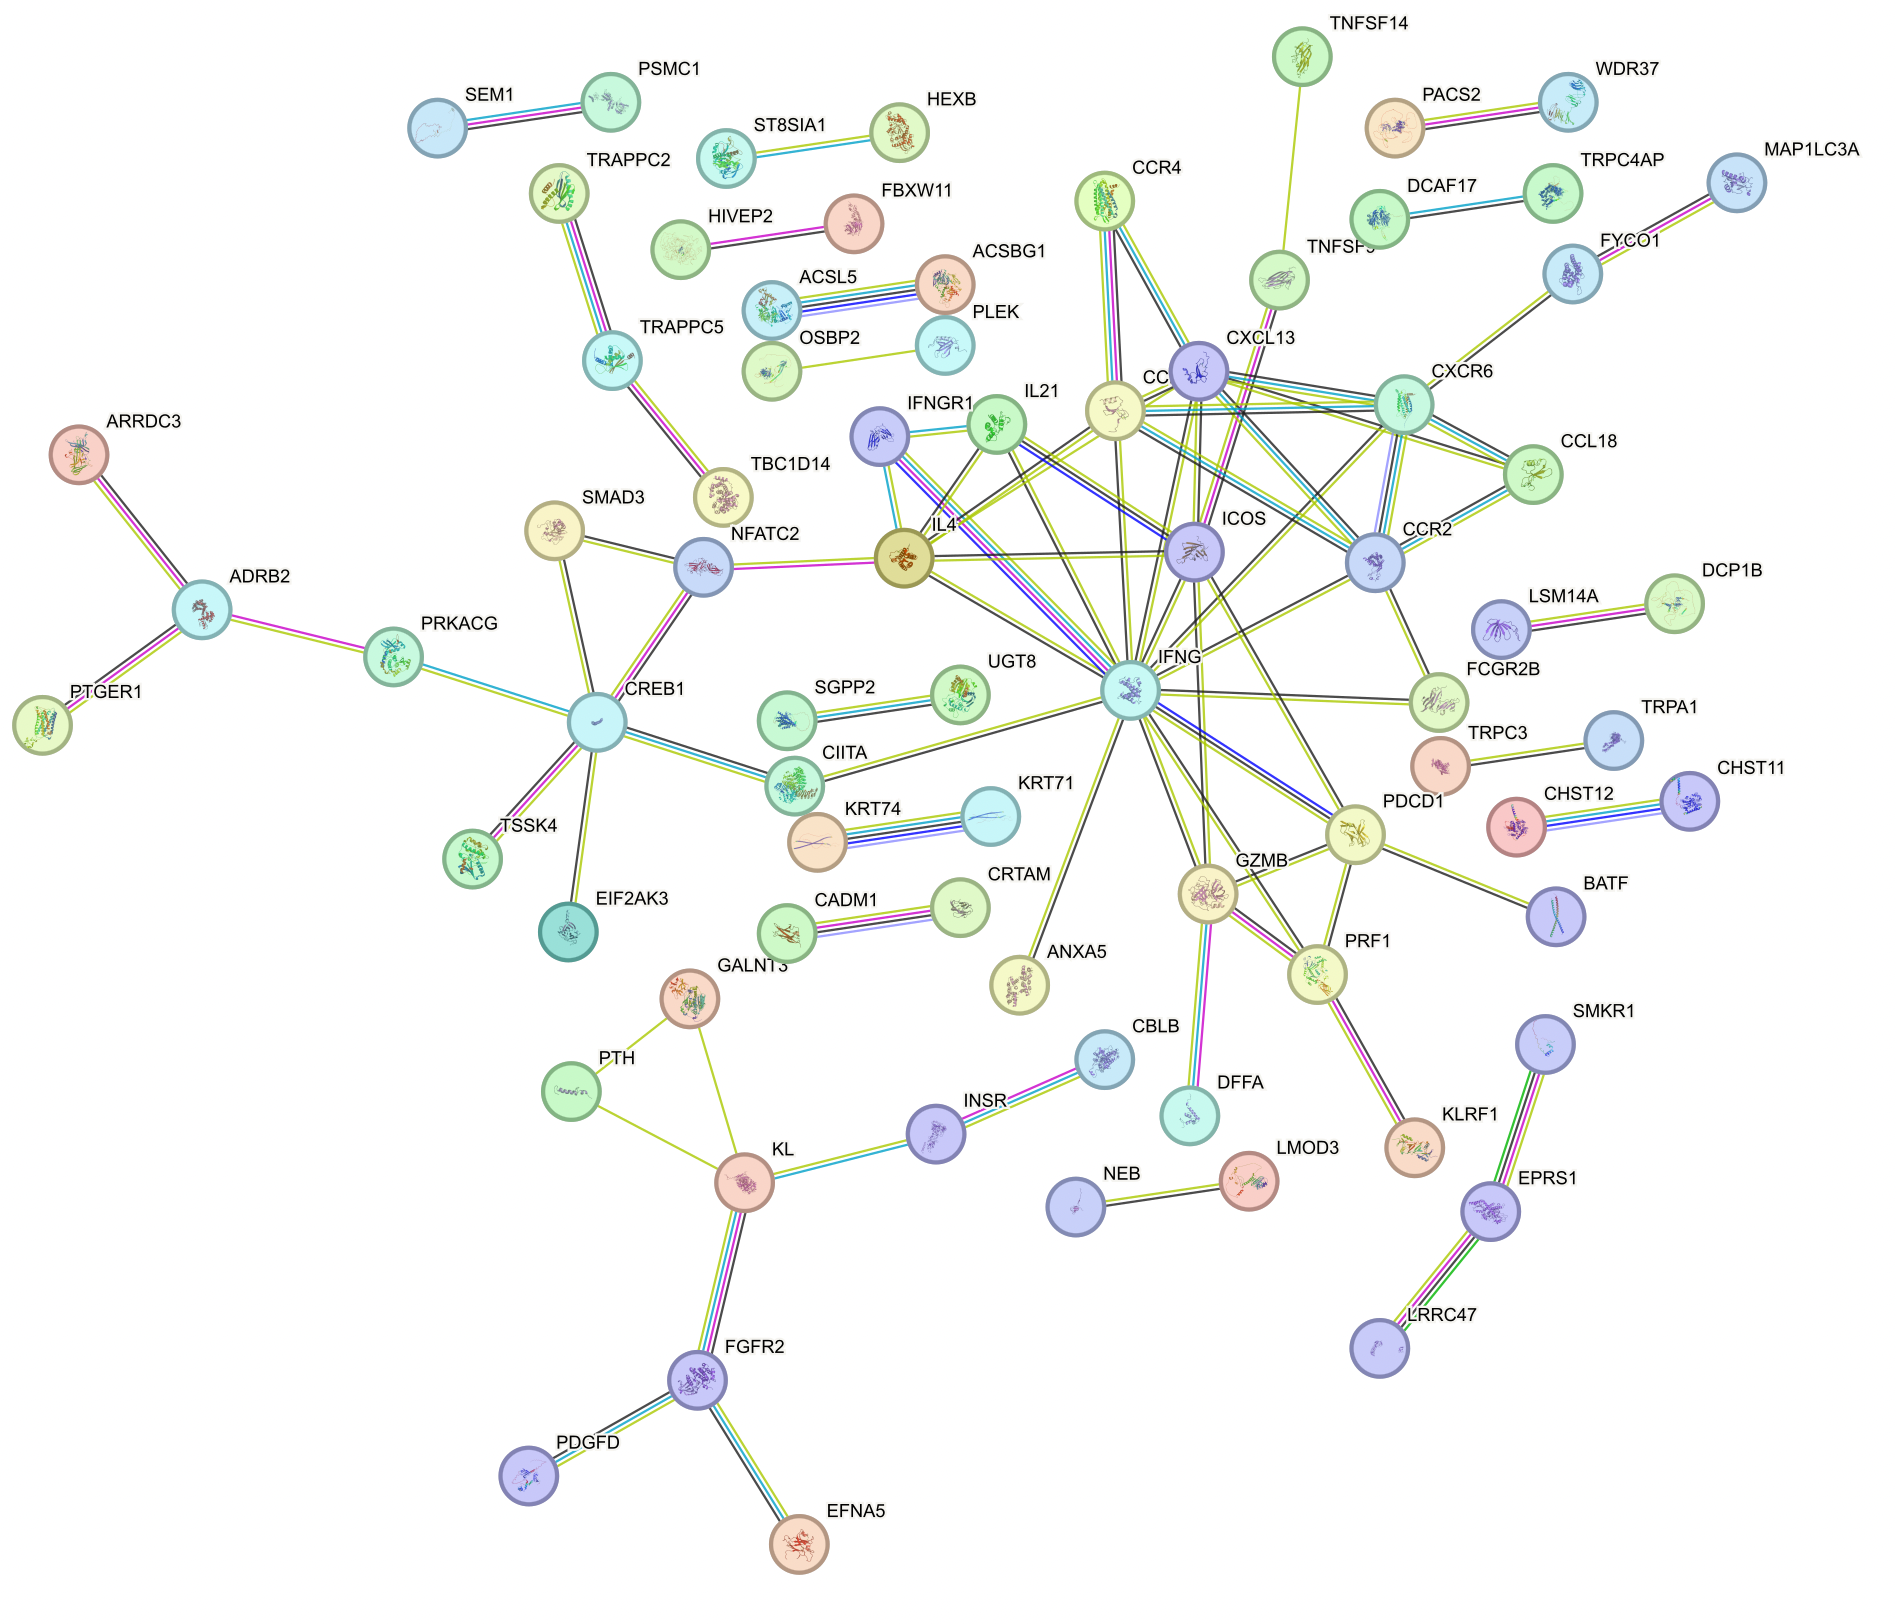 TNFSF14
PSMC1
WDR37
SEM1
PACS2
HEXB
ST8SIA1
MAP1LC3A
TRAPPC2
CCR4
TRPC4AP
FBXW11
DCAF17
HIVEP2
FYCO1
TNFSF
ACSBG1
ACSL5
PLEK
TRAPPC5
OSBP2
CXCL13
CXCR6
CC
IL21
IFNGR1
ARRDC3
CCL18
TBC1D14
SMAD3
ICOS
IL4
CCR2
NFATC2
DCP1B
ADRB2
LSM14A
PRKACG
IFNG
UGT8
FCGR2B
SGPP2
CREB1
PTGER1
TRPA1
TRPC3
CIITA
CHST11
KRT71
CHST12
KRT74
PDCD1
TSSK4
GZMB
CRTAM
BATF
EIF2AK3
CADM1
PRF1
ANXA5
GALNT3
SMKR1
CBLB
PTH
DFFA
INSR
KLRF1
KL
LMOD3
NEB
EPRS1
LRRC47
FGFR2
PDGFD
EFNA5